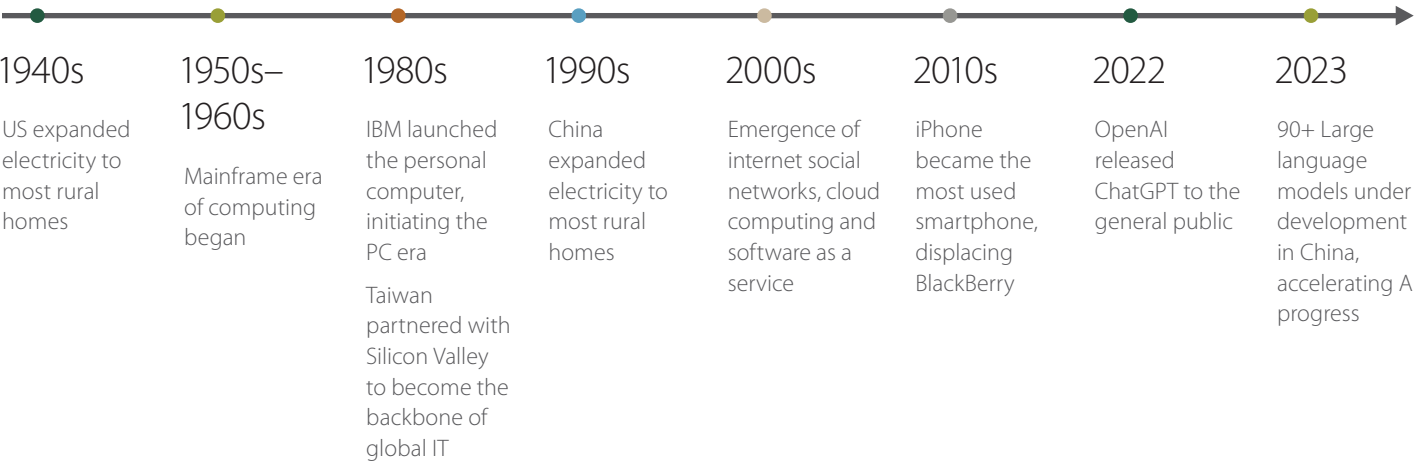 1940s
US expanded
electricity to
most rural
homes
1950s–
1960s
Mainframe era
of computing
began
1980s
IBM launched
the personal
computer,
initiating the
PC era
Taiwan
partnered with
Silicon Valley
to become the
backbone of
global IT
1990s
China
expanded
electricity to
most rural
homes
2000s
Emergence of
internet social
networks, cloud
computing and
software as a
service
2010s
iPhone
became the
most used
smartphone,
displacing
BlackBerry
2022
OpenAI
released
ChatGPT to the
general public
2023
90+ Large
language
models under
development
in China,
accelerating A
progress